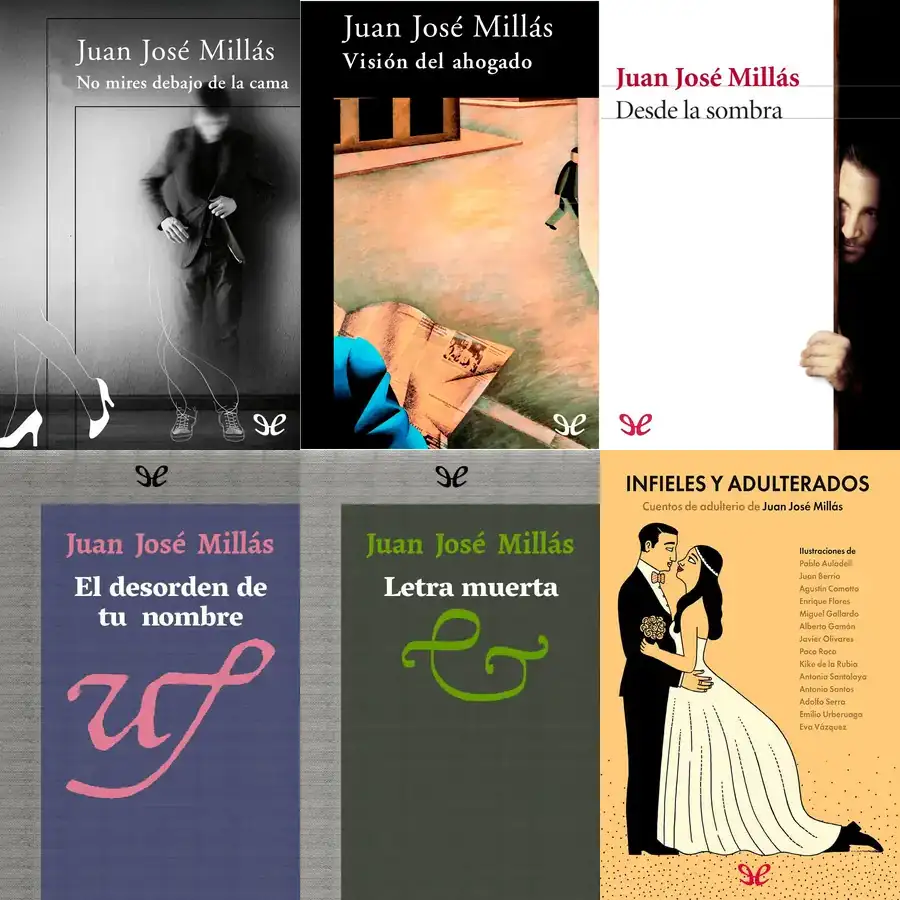 Juan José Millás
No mires debajo de la cama
Juan José Millás
Visión del ahogado
Juan José Millás
Desde la sombra
Juan José Millás
El desorden de
tu nombre
Juan José Millás
Letra muerta
INFIELES Y ADULTERADOS
Cuentos de adulterio de Juan José Millás
Ilustraciones de
Pablo Auladell
Juan Berrio
Agustín Comotto
Enrique Flores
Miguel Gallardo
Alberto Gamón
Javier Olivares
Paco Roca
Kike de la Rubia
Antonio Santolaya
Antonio Santos
Adolfo Serra
Emilio Urberuaga
Eva Vázquez